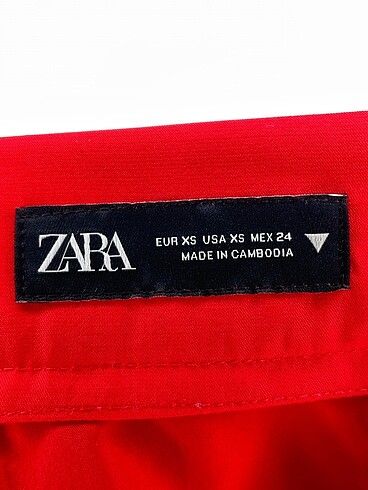 ZARA
EUR XS USA XS MEX 24
MADE IN CAMBODIA